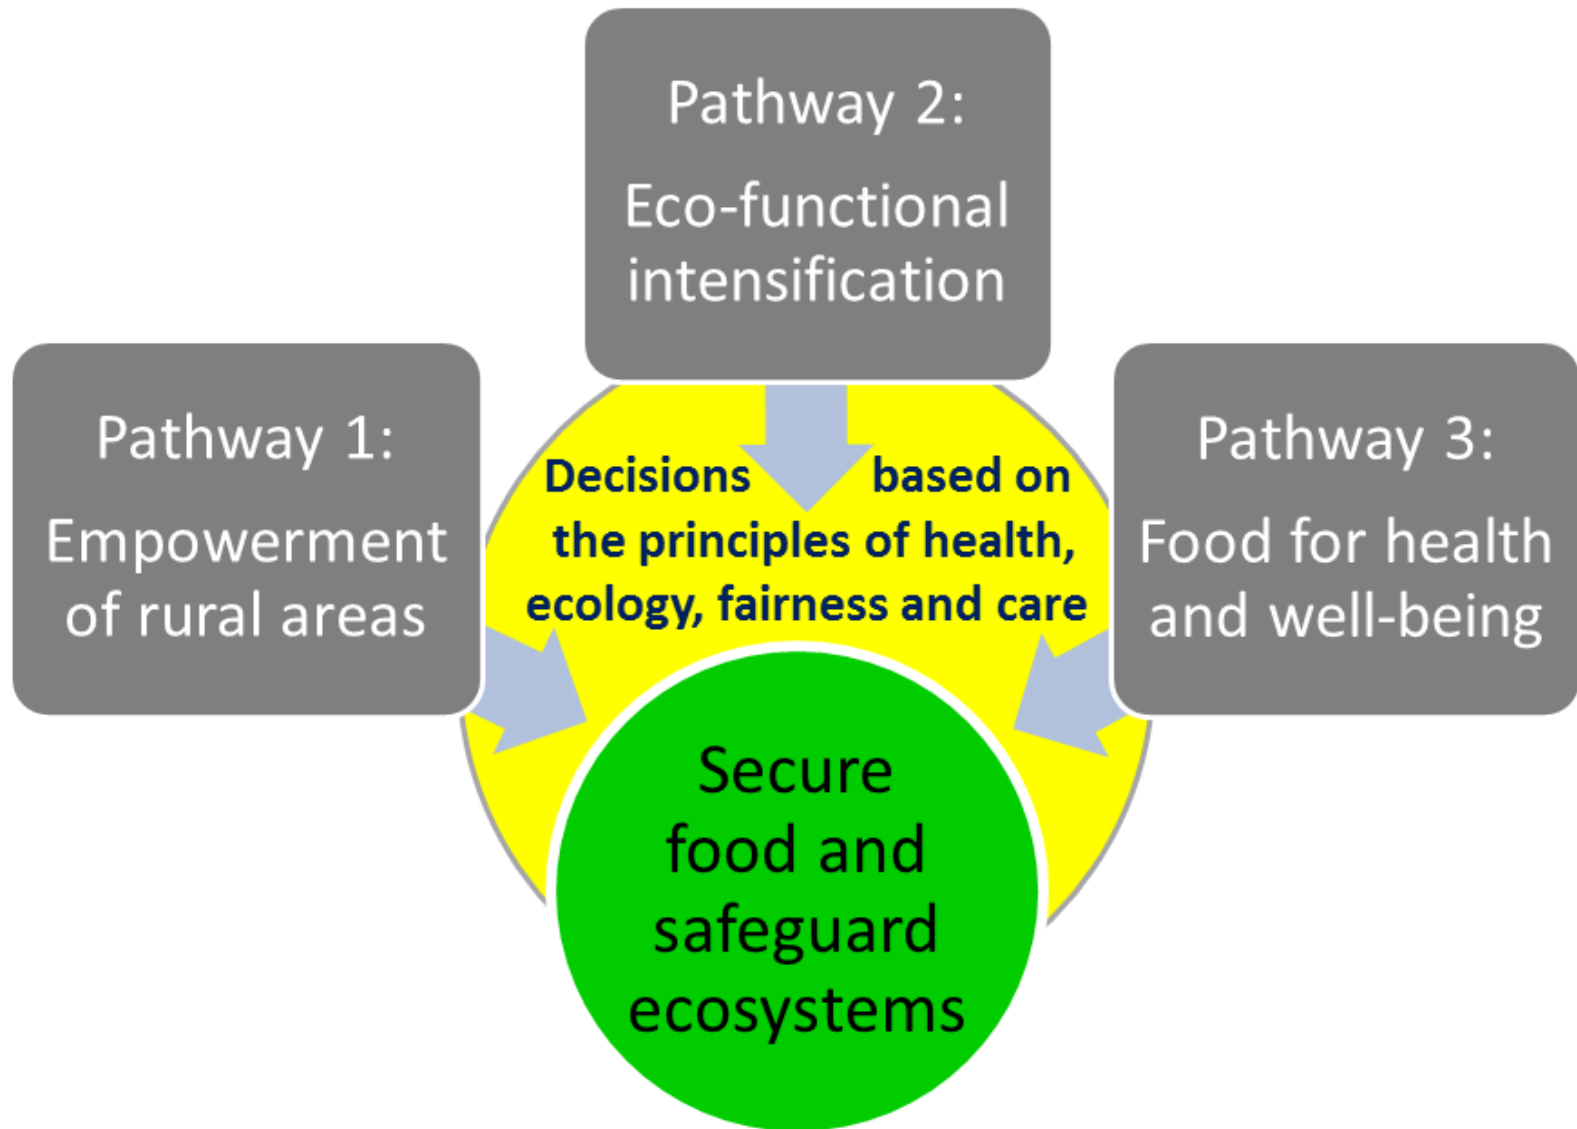 Pathway 2:
Eco-functional
intensification
Pathway 1:
Empowerment
of rural areas
Pathway 3:
Food for health
and well-being
Decisions based on
the principles of health,
ecology, fairness and care
Secure
food and
safeguard
ecosystems